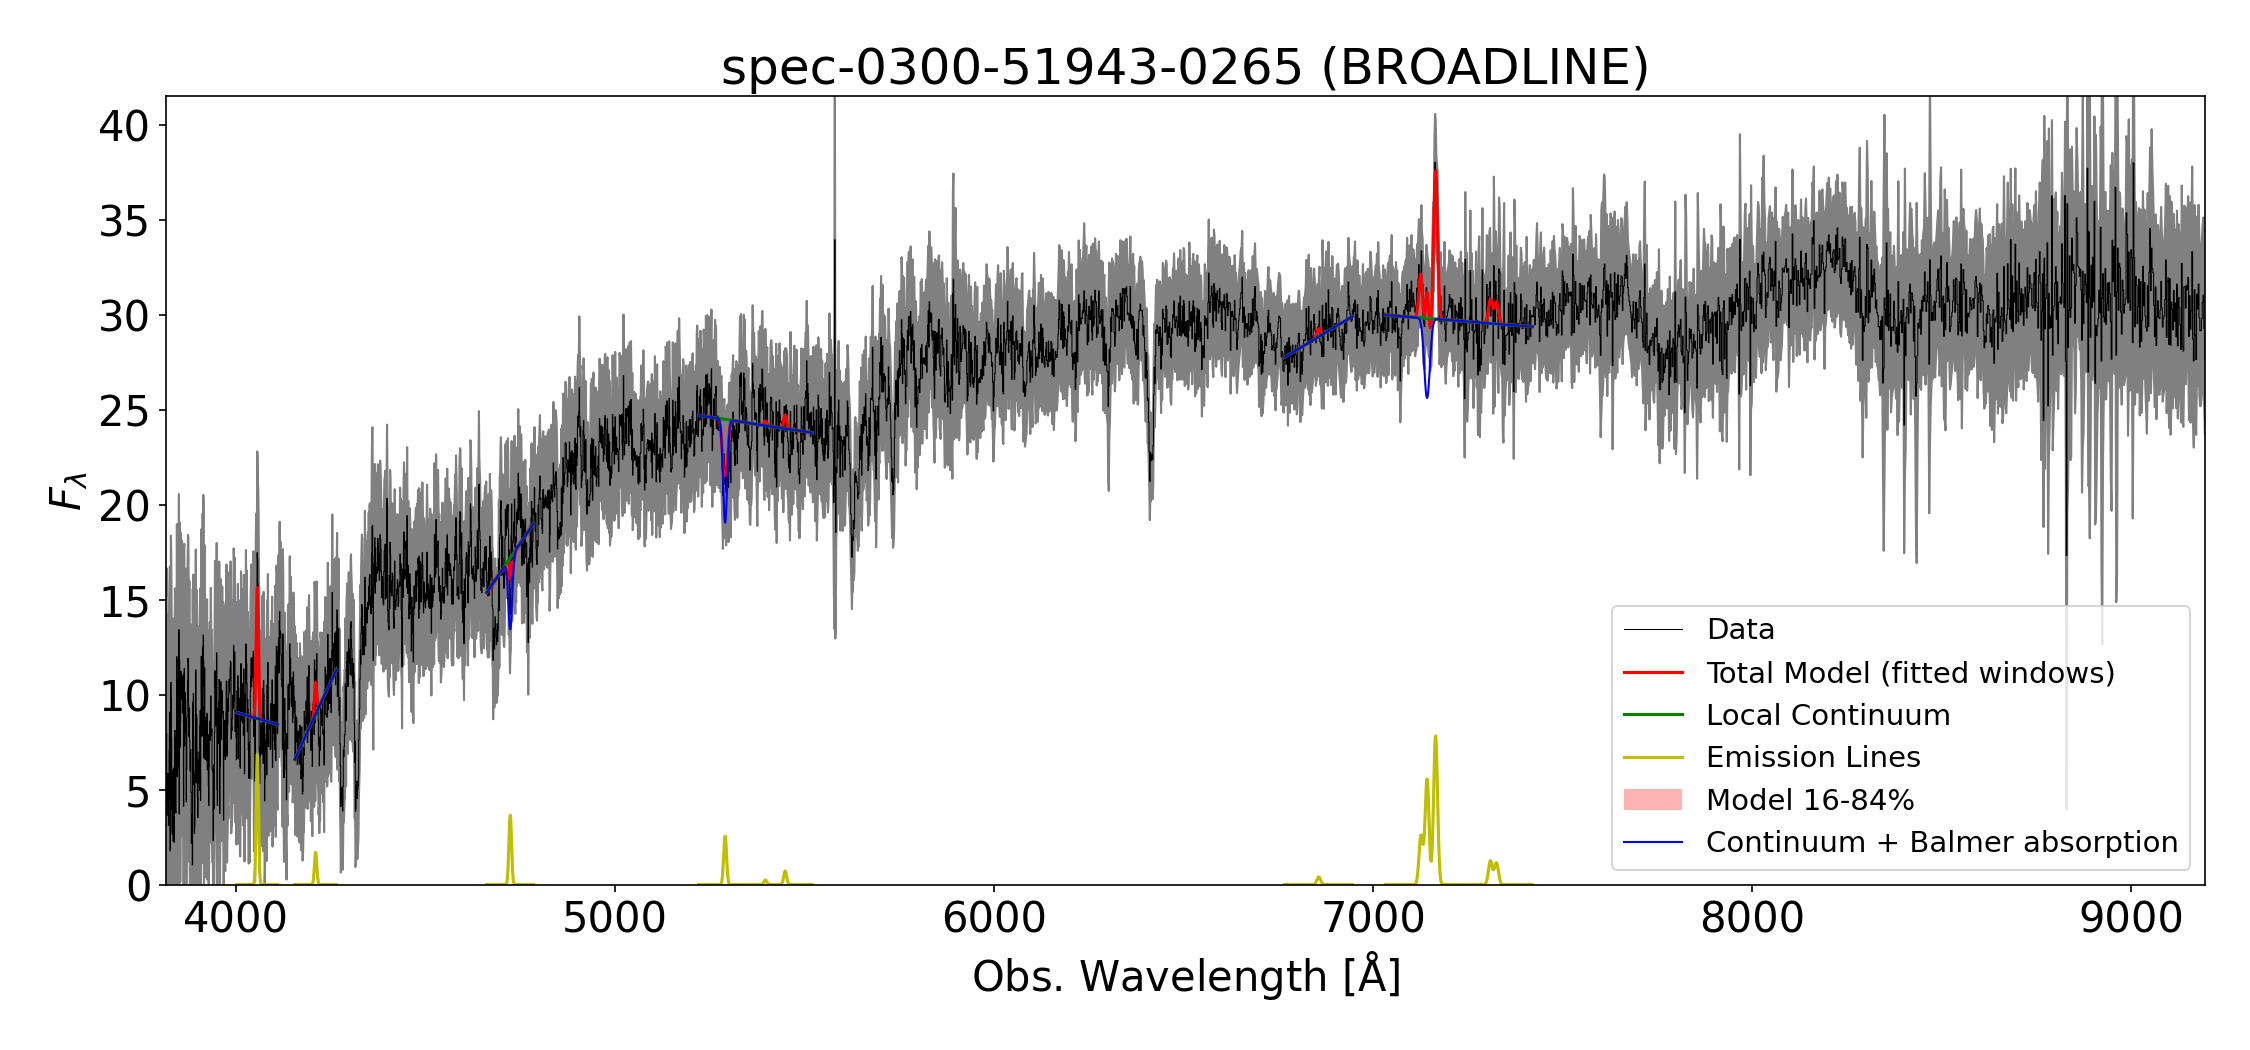 spec-0300-51943-0265 (BROADLINE)
40
35
30
25
20
15
10
5
0
Fλ
4000 5000 6000 7000 8000 9000
Obs. Wavelength [Å]
Data
Total Model (fitted windows)
Local Continuum
Emission Lines
Model 16-84%
Continuum + Balmer absorption